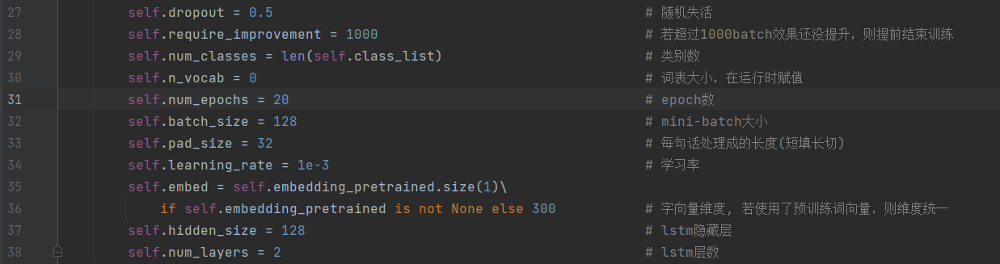 27 self.dropout = 0.5 # 随机失活
28 self.require_improvement = 1000 # 若超过1000batch效果还没提升，则提前结束训练
29 self.num_classes = len(self.class_list) # 类别数
30 self.n_vocab = 0 # 词表大小，在运行时赋值
31 self.num_epochs = 20 # epoch数
32 self.batch_size = 128 # mini-batch大小
33 self.pad_size = 32 # 每句话处理成的长度(短填长切)
34 self.learning_rate = 1e-3 # 学习率
35 self.embed = self.embedding_pretrained.size(1)\
36 if self.embedding_pretrained is not None else 300 # 字向量维度, 若使用了预训练词向量，则维度统一
37 self.hidden_size = 128 # lstm隐藏层
38 self.num_layers = 2 # lstm层数